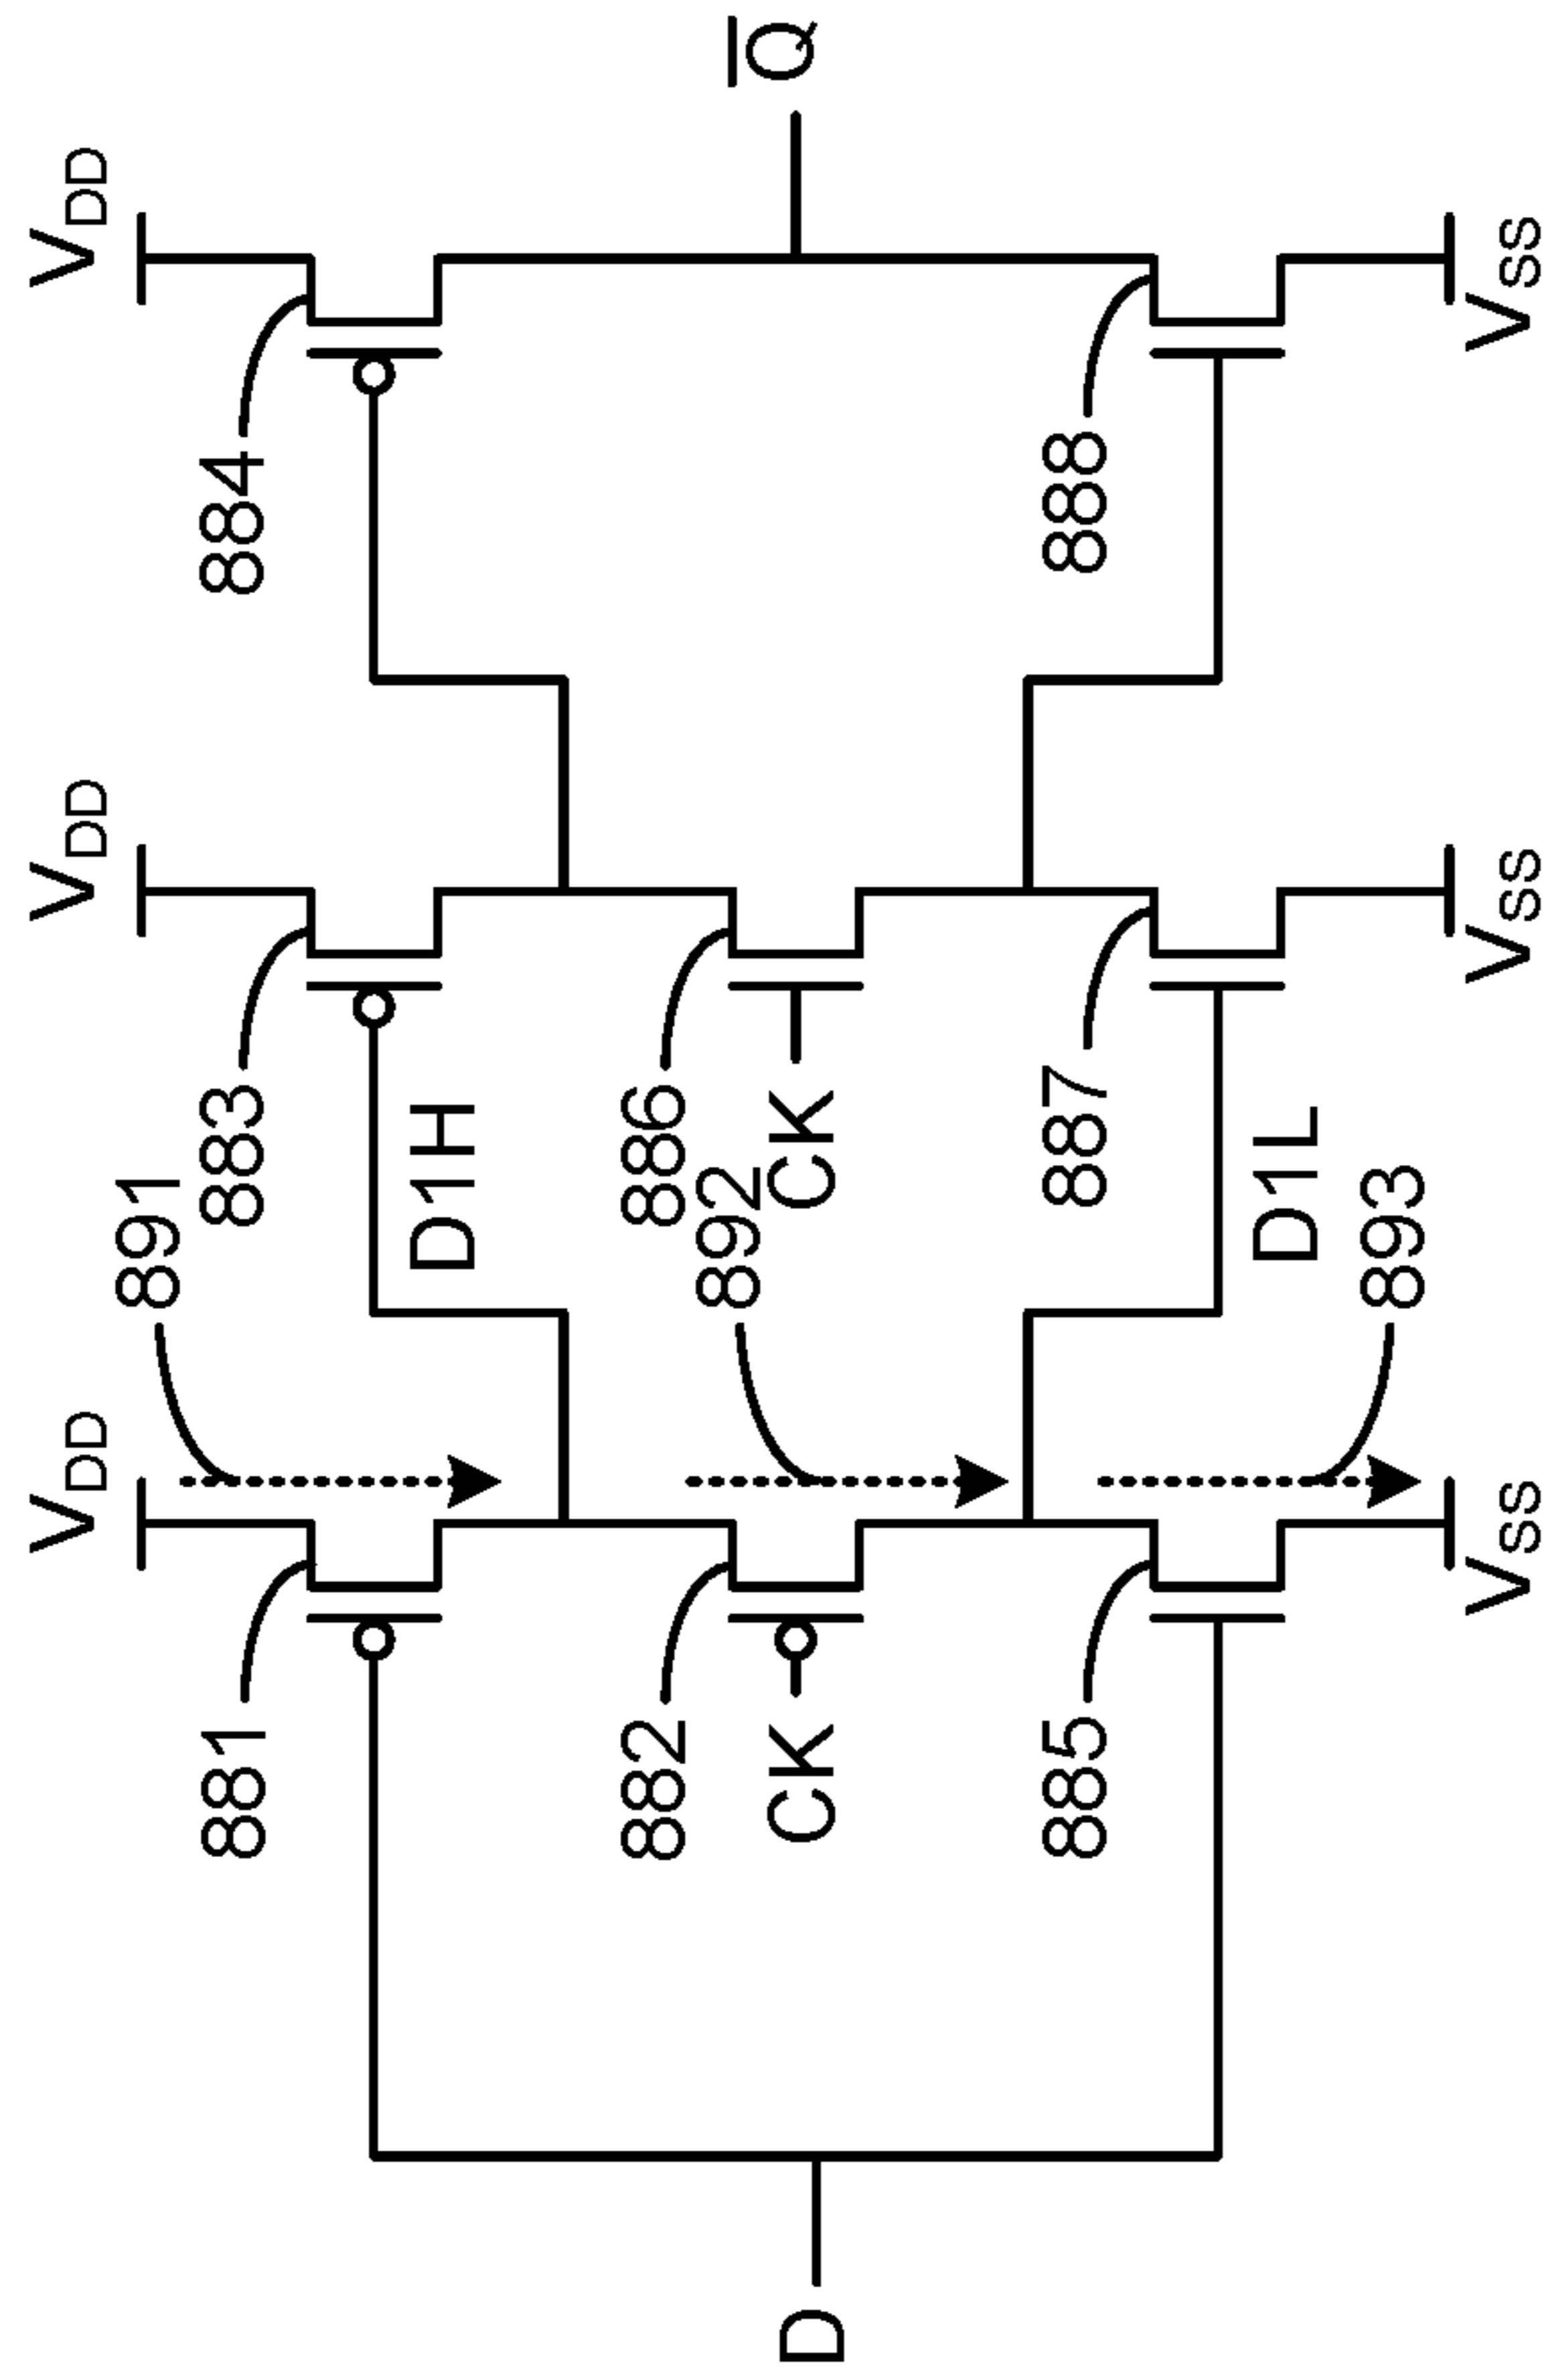 V_DD
V_DD
V_DD
891
881
883
884
D1H
882
892
886
CK
CK
D
Q̅
885
887
888
D1L
893
V_SS
V_SS
V_SS